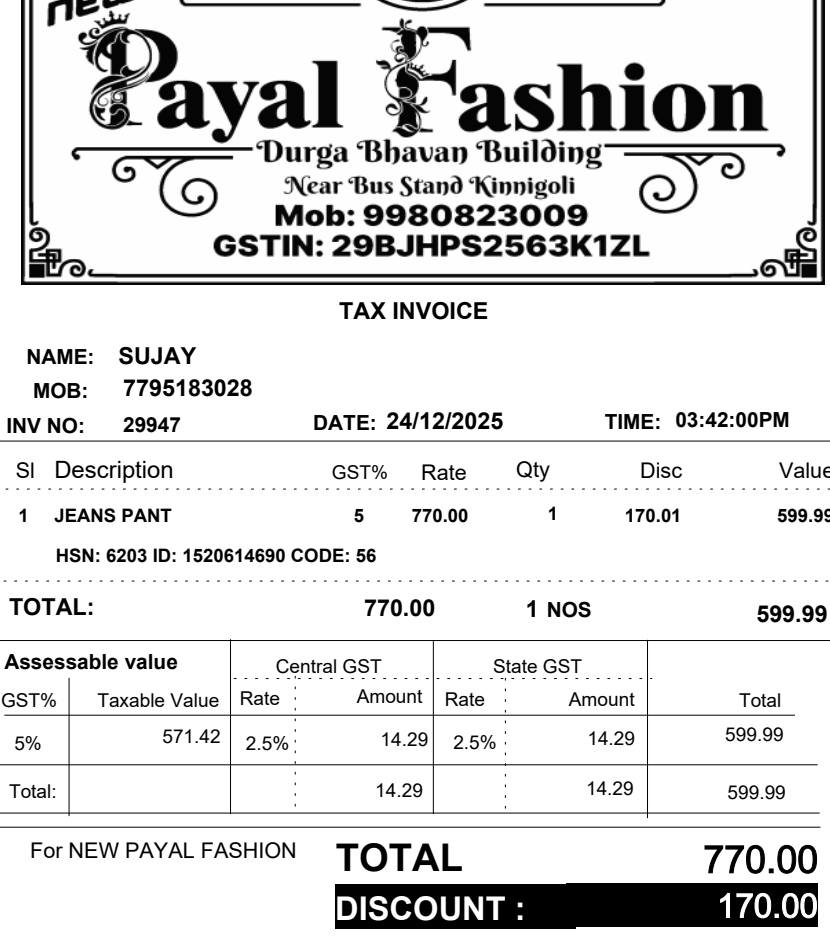 new
Payal Fashion
Durga Bhavan Building
Near Bus Stand Kinnigoli
Mob: 9980823009
GSTIN: 29BJHPS2563K1ZL
TAX INVOICE
NAME: SUJAY
MOB: 7795183028
INV NO: 29947 DATE: 24/12/2025 TIME: 03:42:00PM
Sl Description GST% Rate Qty Disc Value
1 JEANS PANT 5 770.00 1 170.01 599.99
HSN: 6203 ID: 1520614690 CODE: 56
TOTAL: 770.00 1 NOS 599.99
Assessable value Central GST State GST
GST% Taxable Value Rate Amount Rate Amount Total
5% 571.42 2.5% 14.29 2.5% 14.29 599.99
Total: 14.29 14.29 599.99
For NEW PAYAL FASHION TOTAL 770.00
DISCOUNT : 170.00